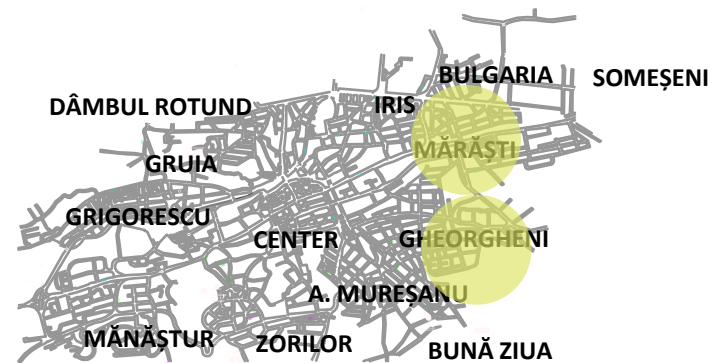 BULGARIA
SOMEȘENI
DÂMBUL ROTUND
IRIS
MĂRĂȘTI
GRUIA
GRIGORESCU
CENTER
GHEORGHENI
A. MUREȘANU
MĂNĂȘTUR
ZORILOR
BUNĂ ZIUA